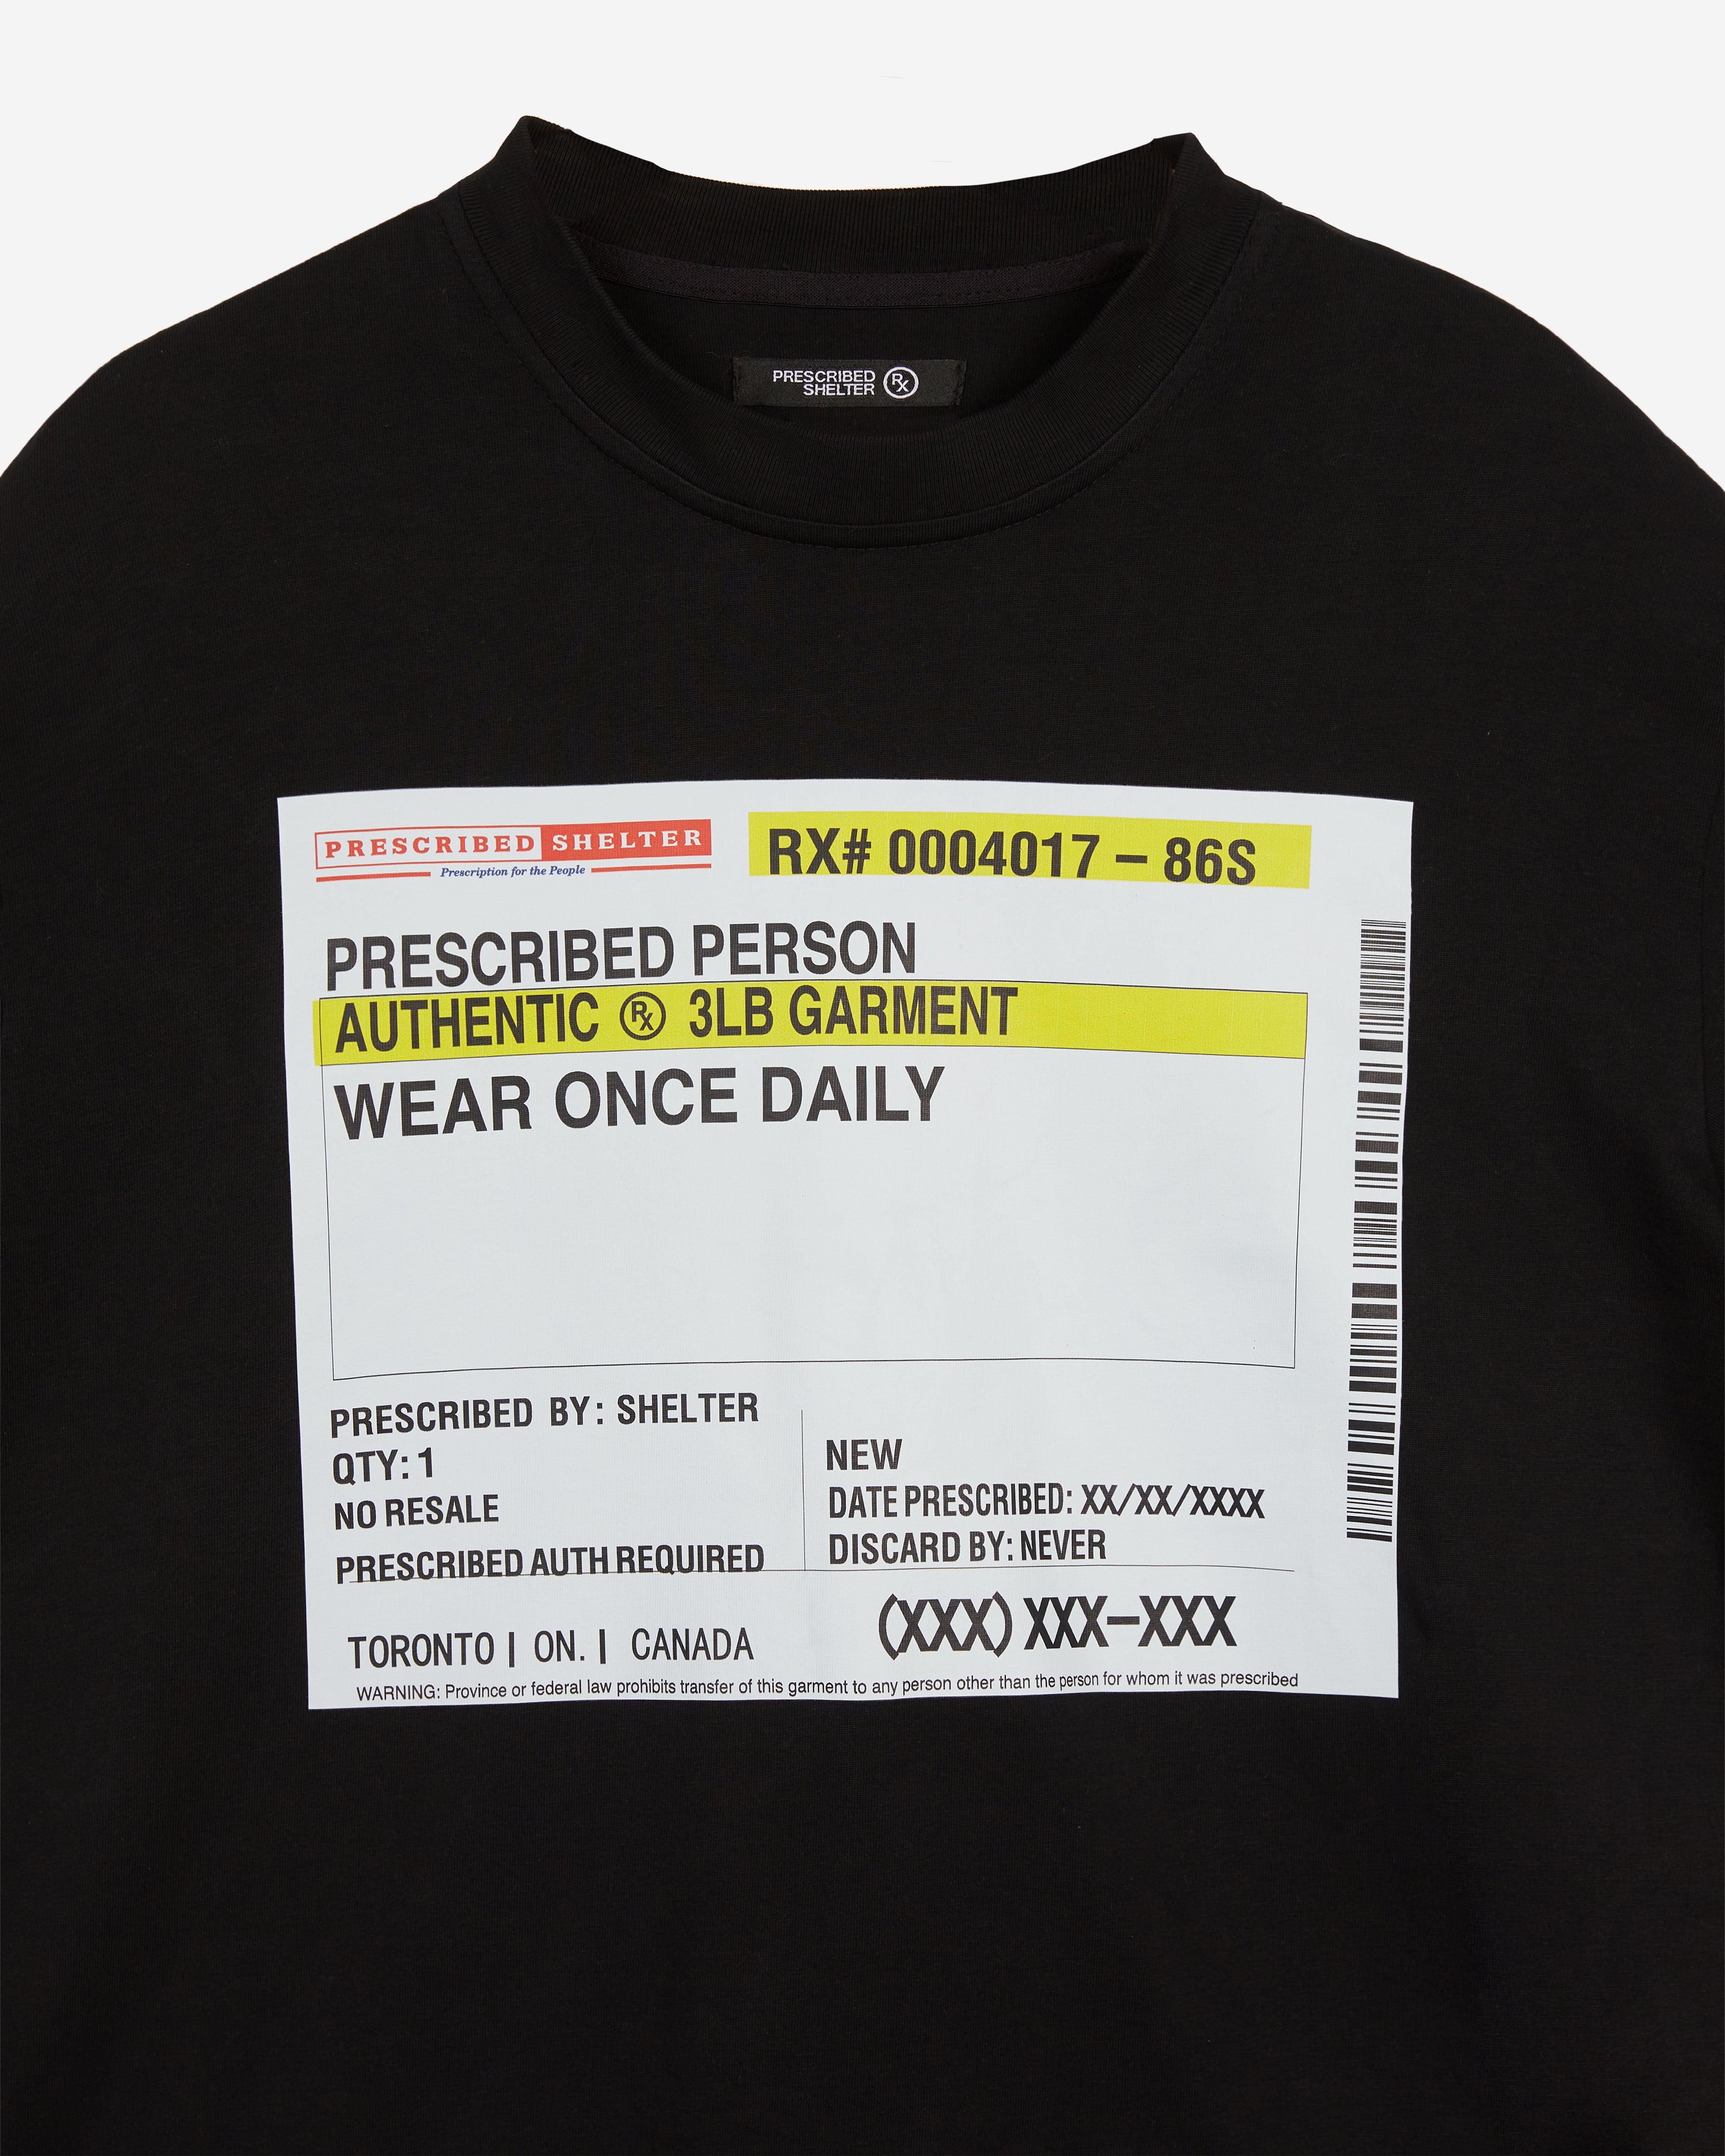 PRESCRIBED
SHELTER Rx
PRESCRIBED SHELTER
Prescription for the People
RX# 0004017 – 86S
PRESCRIBED PERSON
AUTHENTIC Rx 3LB GARMENT
WEAR ONCE DAILY
PRESCRIBED BY: SHELTER
QTY: 1
NO RESALE
PRESCRIBED AUTH REQUIRED
NEW
DATE PRESCRIBED: XX/XX/XXXX
DISCARD BY: NEVER
TORONTO | ON. | CANADA
(XXX) XXX–XXX
WARNING: Province or federal law prohibits transfer of this garment to any person other than the person for whom it was prescribed